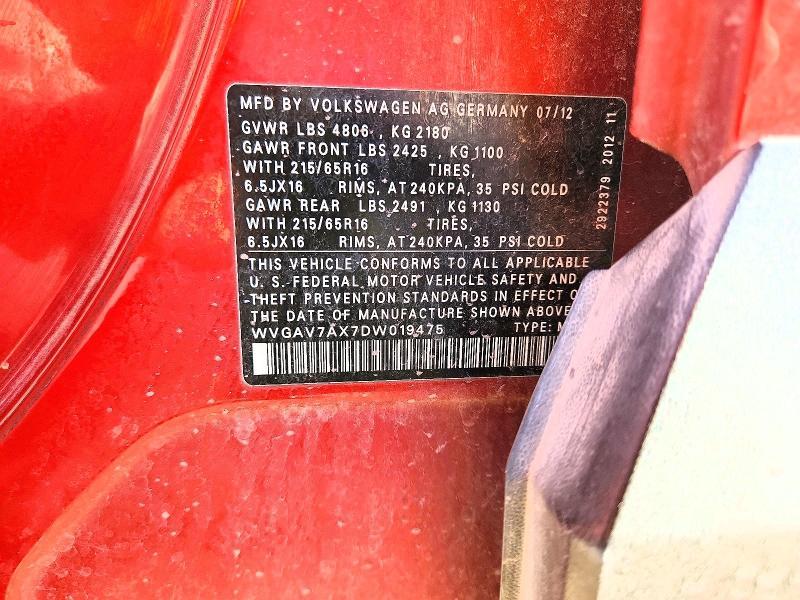 MFD BY VOLKSWAGEN AG GERMANY 07/12
GVWR LBS 4806 , KG 2180
GAWR FRONT LBS 2425 , KG 1100
WITH 215/65R16 TIRES,
6.5JX16 RIMS, AT 240KPA, 35 PSI COLD
GAWR REAR LBS 2491 , KG 1130
WITH 215/65R16 TIRES,
6.5JX16 RIMS, AT 240KPA, 35 PSI COLD
THIS VEHICLE CONFORMS TO ALL APPLICABLE
U. S. FEDERAL MOTOR VEHICLE SAFETY AND
THEFT PREVENTION STANDARDS IN EFFECT
THE DATE OF MANUFACTURE SHOWN ABOVE
WVGAV7AX7DW019475 TYPE:
2922379 2012 11